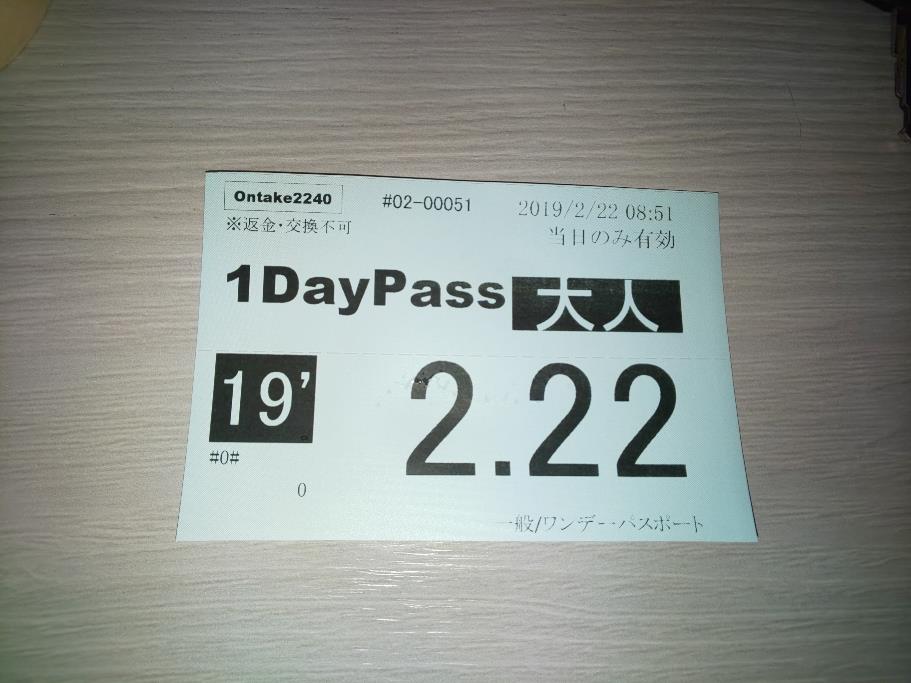 Ontake2240 #02-00051 2019/2/22 08:51
※返金・交換不可 当日のみ有効
1DayPass 大人
19' 2.22
#0#
0
一般/ワンデーパスポート